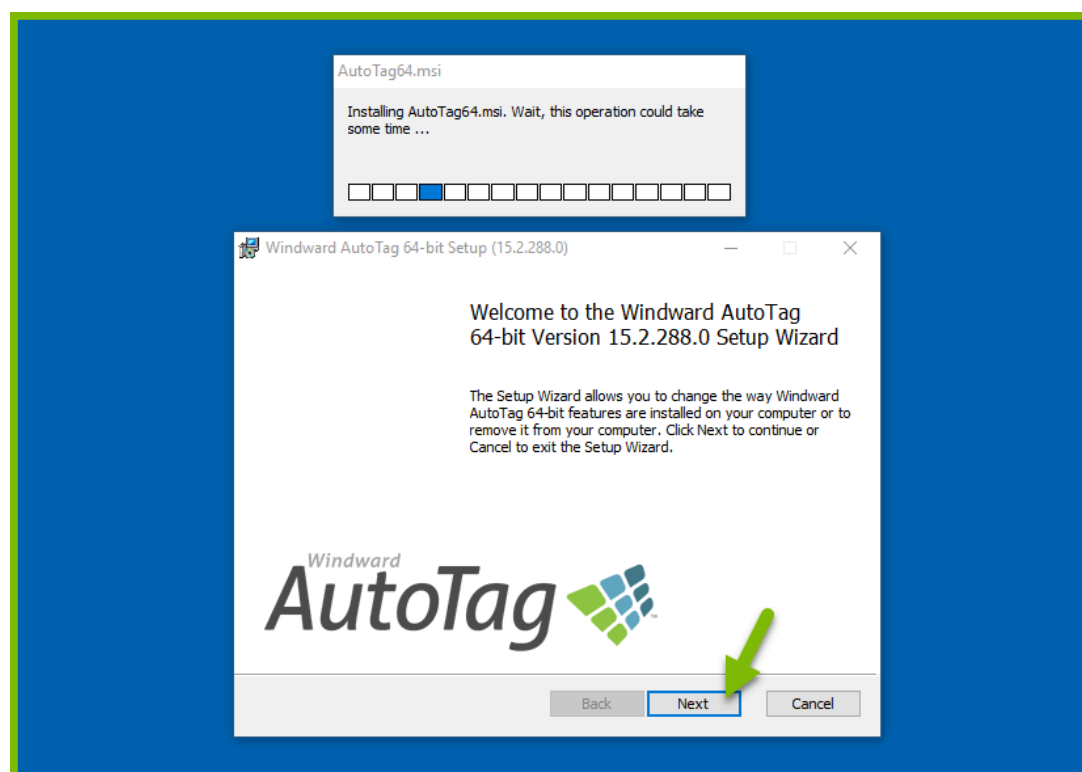 AutoTag64.msi
Installing AutoTag64.msi. Wait, this operation could take
some time ...
Windward AutoTag 64-bit Setup (15.2.288.0)
Welcome to the Windward AutoTag
64-bit Version 15.2.288.0 Setup Wizard
The Setup Wizard allows you to change the way Windward
AutoTag 64-bit features are installed on your computer or to
remove it from your computer. Click Next to continue or
Cancel to exit the Setup Wizard.
Windward
AutoTag
Back Next Cancel